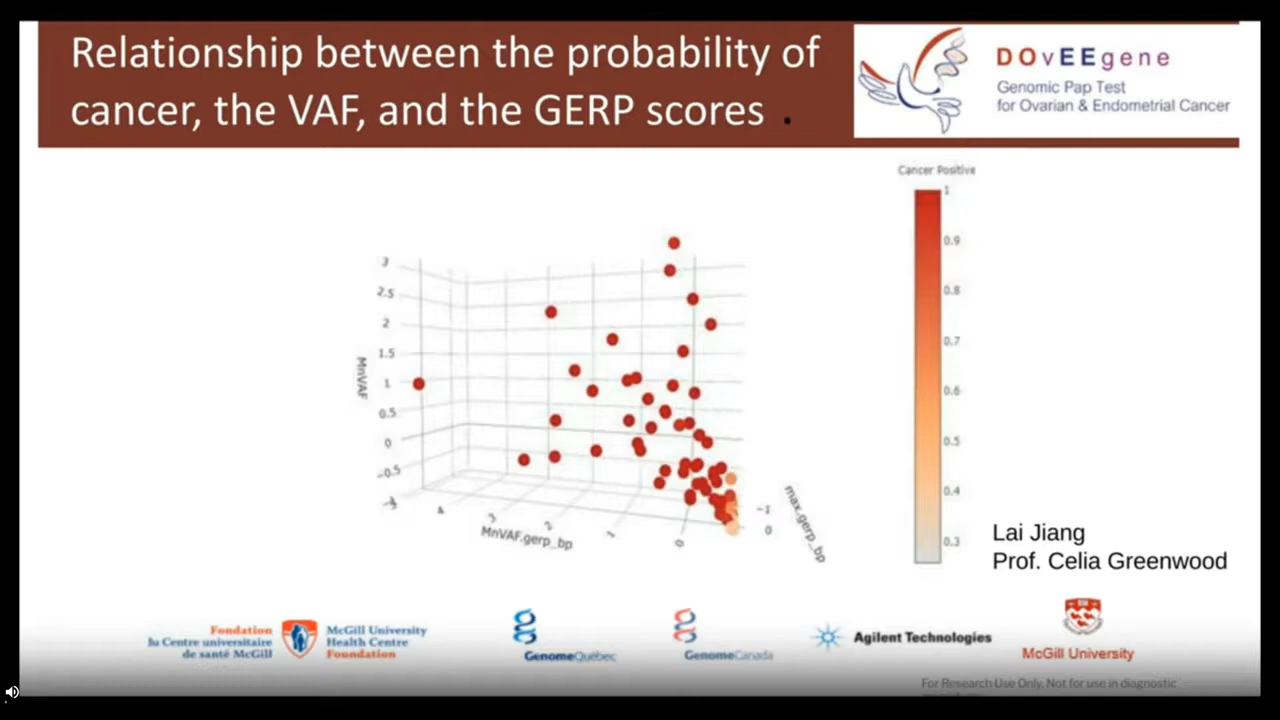 Relationship between the probability of
cancer, the VAF, and the GERP scores .
DOvEEgene
Genomic Pap Test
for Ovarian & Endometrial Cancer
Cancer Positive
1
0.9
0.8
0.7
0.6
0.5
0.4
0.3
3
2.5
2
1.5
1
0.5
0
−0.5
MnVAF
4
3
2
1
0
MnVAF.gerp_bp
−1
0
max.gerp_bp
Lai Jiang
Prof. Celia Greenwood
Fondation
du Centre universitaire
de santé McGill
McGill University
Health Centre
Foundation
GenomeQuébec
GenomeCanada
Agilent Technologies
McGill University
For Research Use Only. Not for use in diagnostic